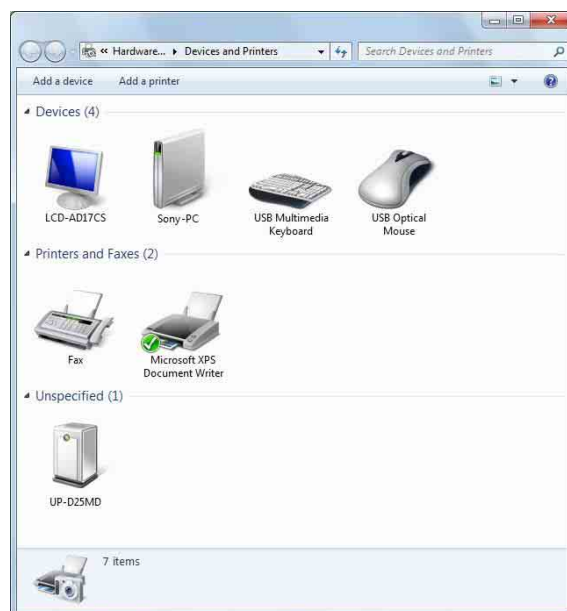 « Hardware... ▸ Devices and Printers
Search Devices and Printers
Add a device Add a printer
Devices (4)
LCD-AD17CS
Sony-PC
USB Multimedia
Keyboard
USB Optical
Mouse
Printers and Faxes (2)
Fax
Microsoft XPS
Document Writer
Unspecified (1)
UP-D25MD
7 items